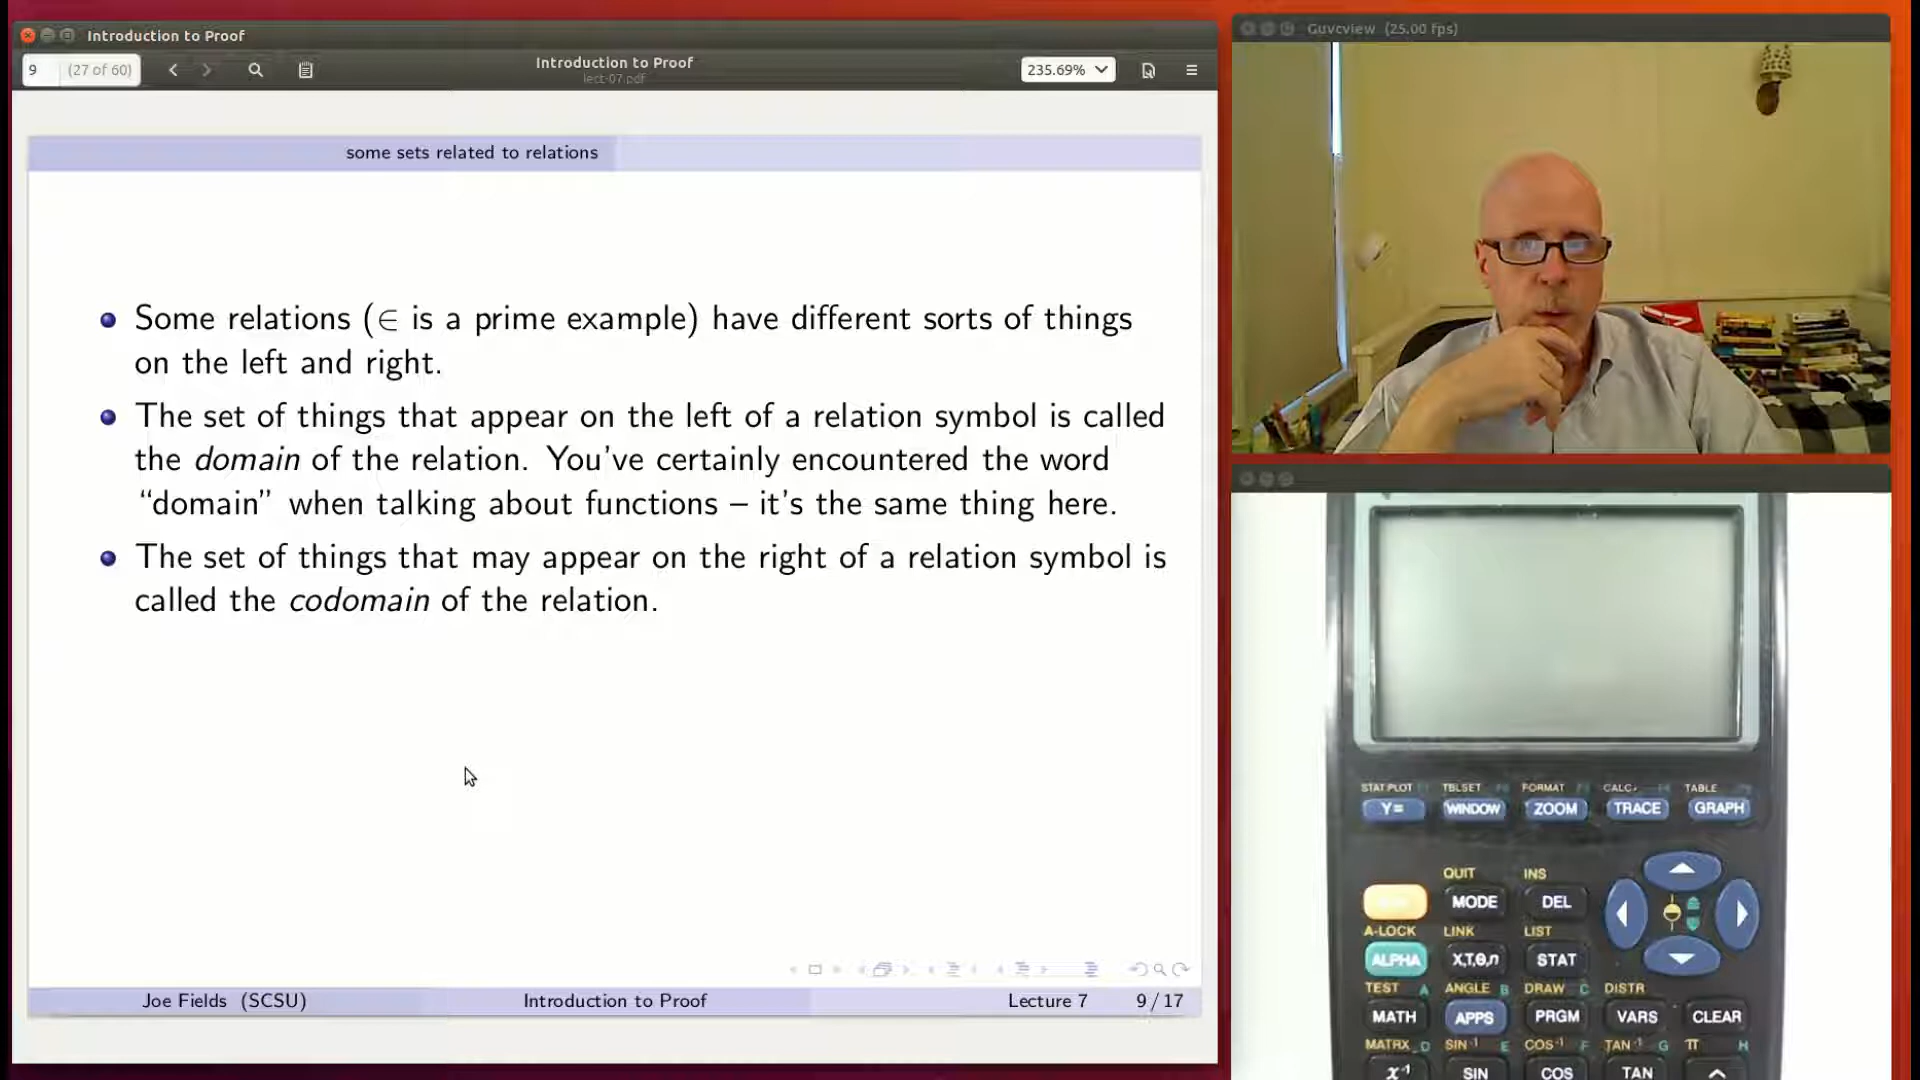 Introduction to Proof
9 (27 of 60)
Introduction to Proof
lect-07.pdf
235.69%
some sets related to relations
Some relations (∈ is a prime example) have different sorts of things
on the left and right.
The set of things that appear on the left of a relation symbol is called
the domain of the relation. You've certainly encountered the word
“domain” when talking about functions – it's the same thing here.
The set of things that may appear on the right of a relation symbol is
called the codomain of the relation.
Joe Fields (SCSU) Introduction to Proof Lecture 7 9 / 17
Guvcview (25.00 fps)
STAT PLOT TBLSET FORMAT CALC TABLE
Y= WINDOW ZOOM TRACE GRAPH
QUIT INS
MODE DEL
A-LOCK LINK LIST
ALPHA X,T,θ,n STAT
TEST A ANGLE B DRAW C DISTR
MATH APPS PRGM VARS CLEAR
MATRX D SIN-1 E COS-1 F TAN-1 G π H
x-1 SIN COS TAN ^